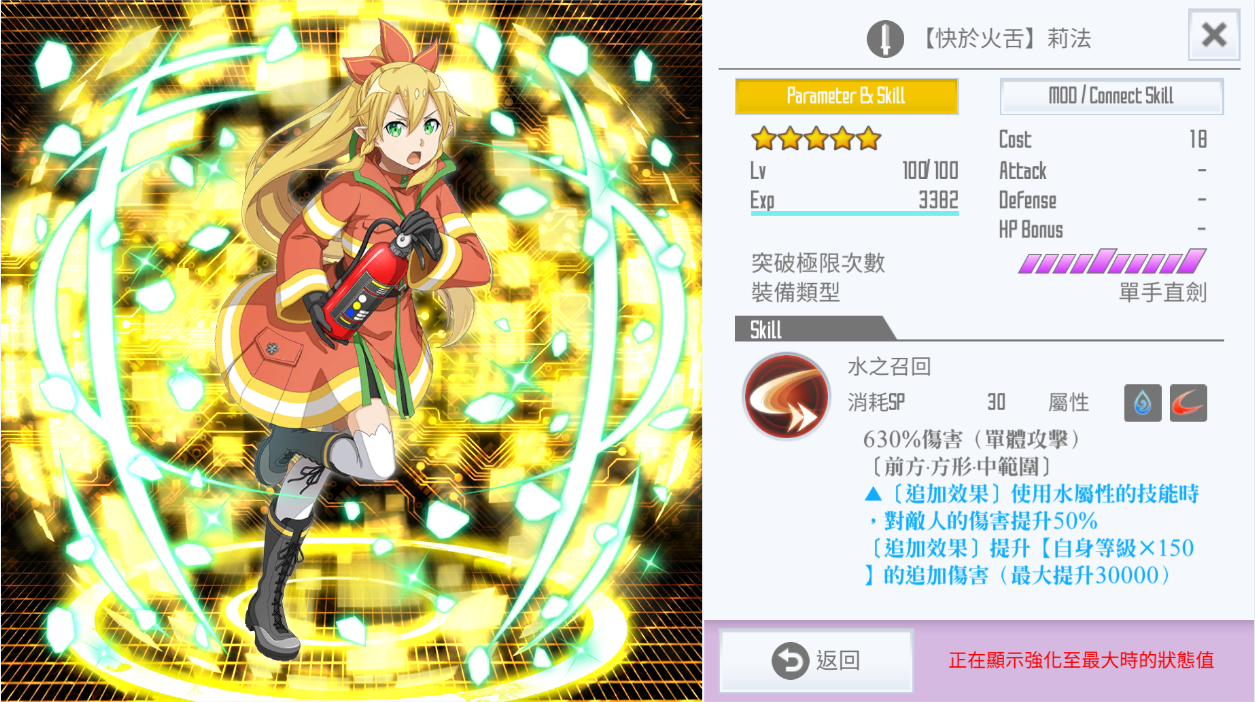 【快於火舌】莉法
Parameter & Skill
MOD / Connect Skill
Lv 100/100
Exp 3382
Cost 18
Attack -
Defense -
HP Bonus -
突破極限次數
裝備類型 單手直劍
Skill
水之召回
消耗SP 30 屬性
630%傷害（單體攻擊）
〔前方·方形·中範圍〕
▲〔追加效果〕使用水屬性的技能時
，對敵人的傷害提升50%
〔追加效果〕提升【自身等級×150
】的追加傷害（最大提升30000）
返回
正在顯示強化至最大時的狀態值